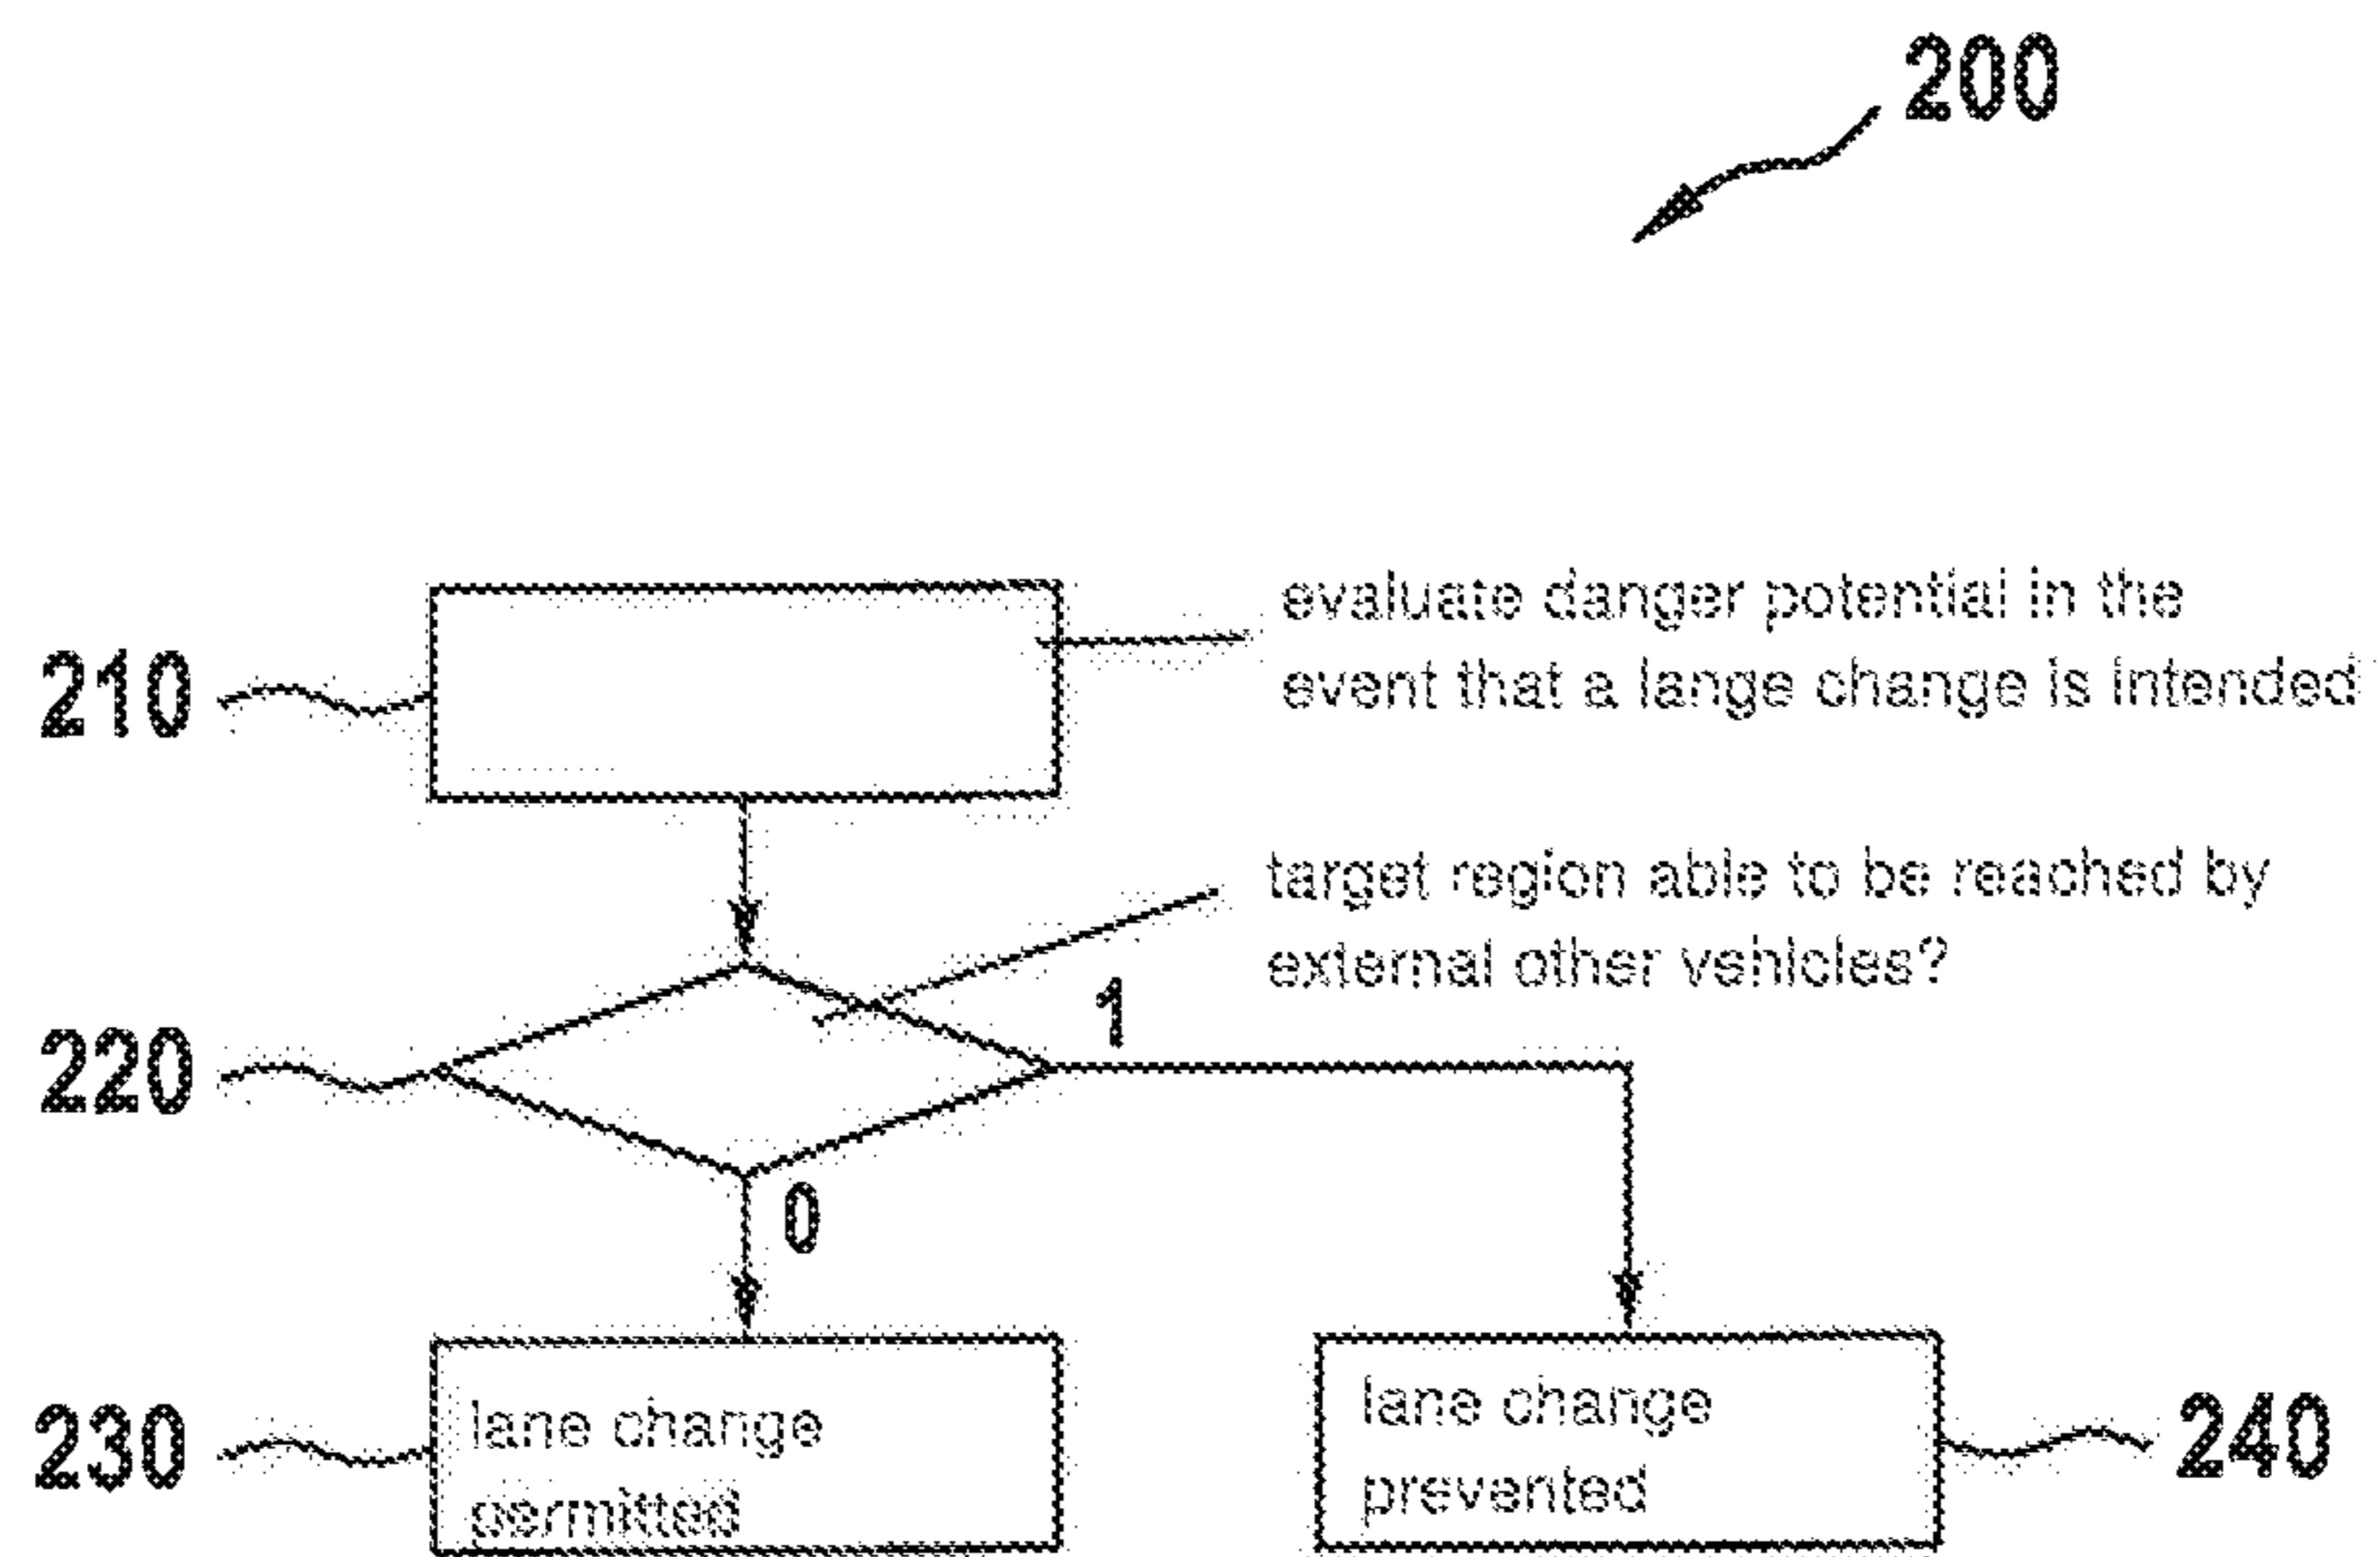 200
evaluate danger potential in the
event that a lange change is intended
210
target region able to be reached by
external other vehicles?
1
220
0
lane change
permitted
230
lane change
prevented
240